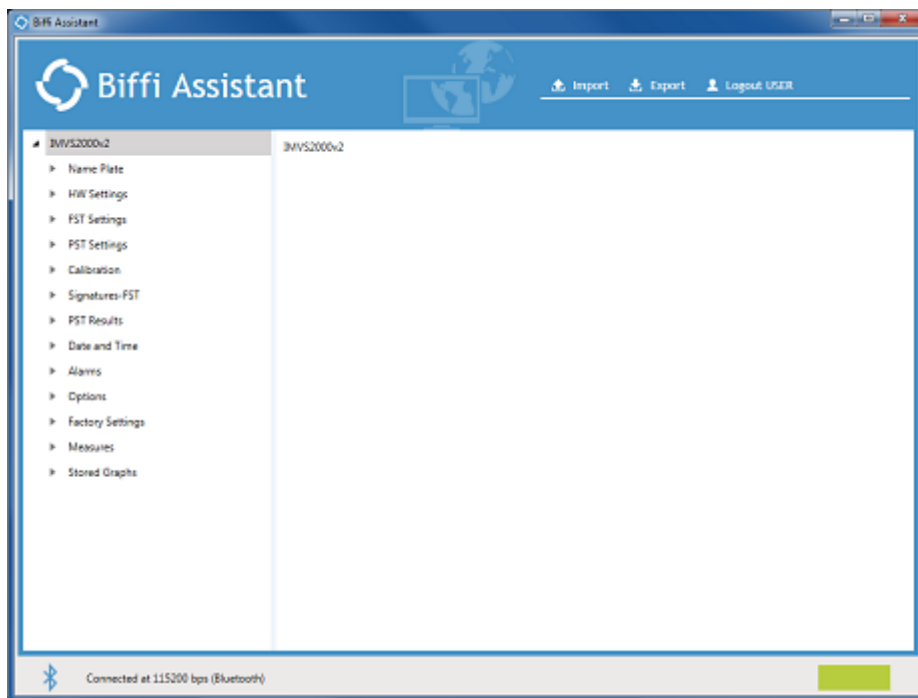 Biffi Assistant
Biffi Assistant
Import Export Logout USER
IMVS2000v2
IMVS2000v2
Name Plate
HW Settings
FST Settings
PST Settings
Calibration
Signatures-FST
PST Results
Date and Time
Alarms
Options
Factory Settings
Measures
Stored Graphs
Connected at 115200 bps (Bluetooth)